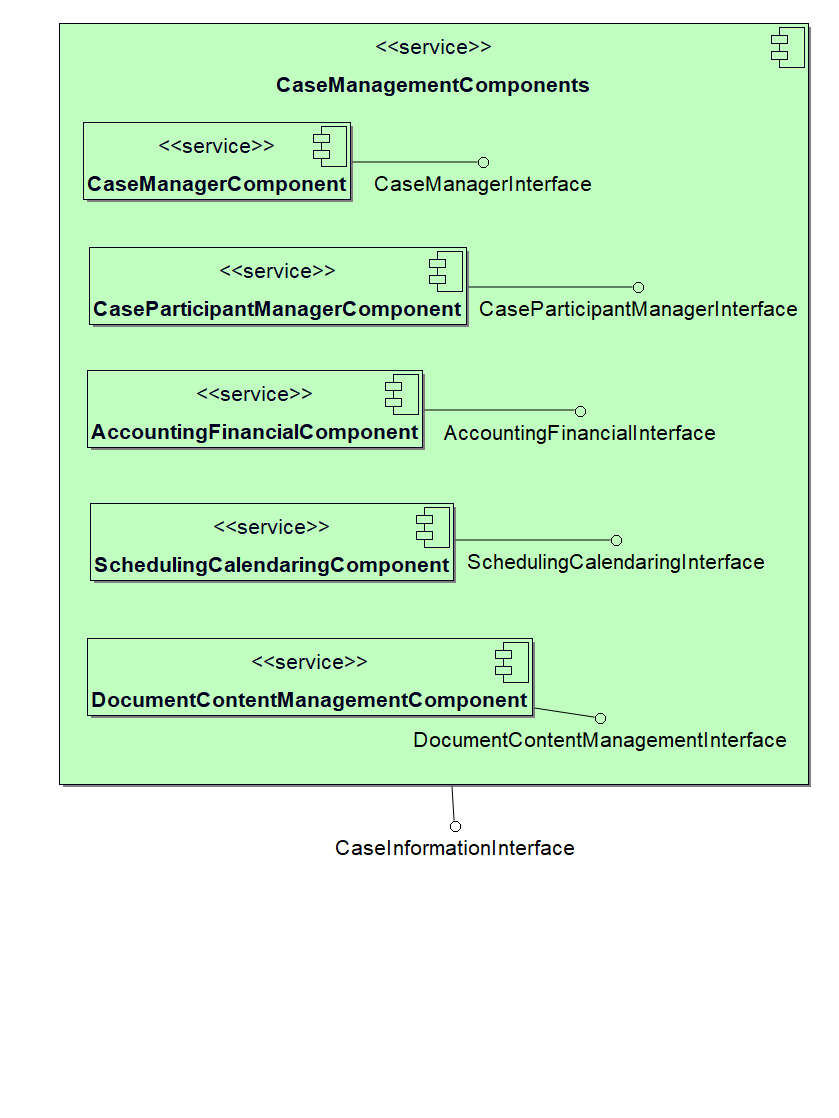 <<service>>
CaseManagementComponents
<<service>>
CaseManagerComponent
CaseManagerInterface
<<service>>
CaseParticipantManagerComponent
CaseParticipantManagerInterface
<<service>>
AccountingFinancialComponent
AccountingFinancialInterface
<<service>>
SchedulingCalendaringComponent
SchedulingCalendaringInterface
<<service>>
DocumentContentManagementComponent
DocumentContentManagementInterface
CaseInformationInterface